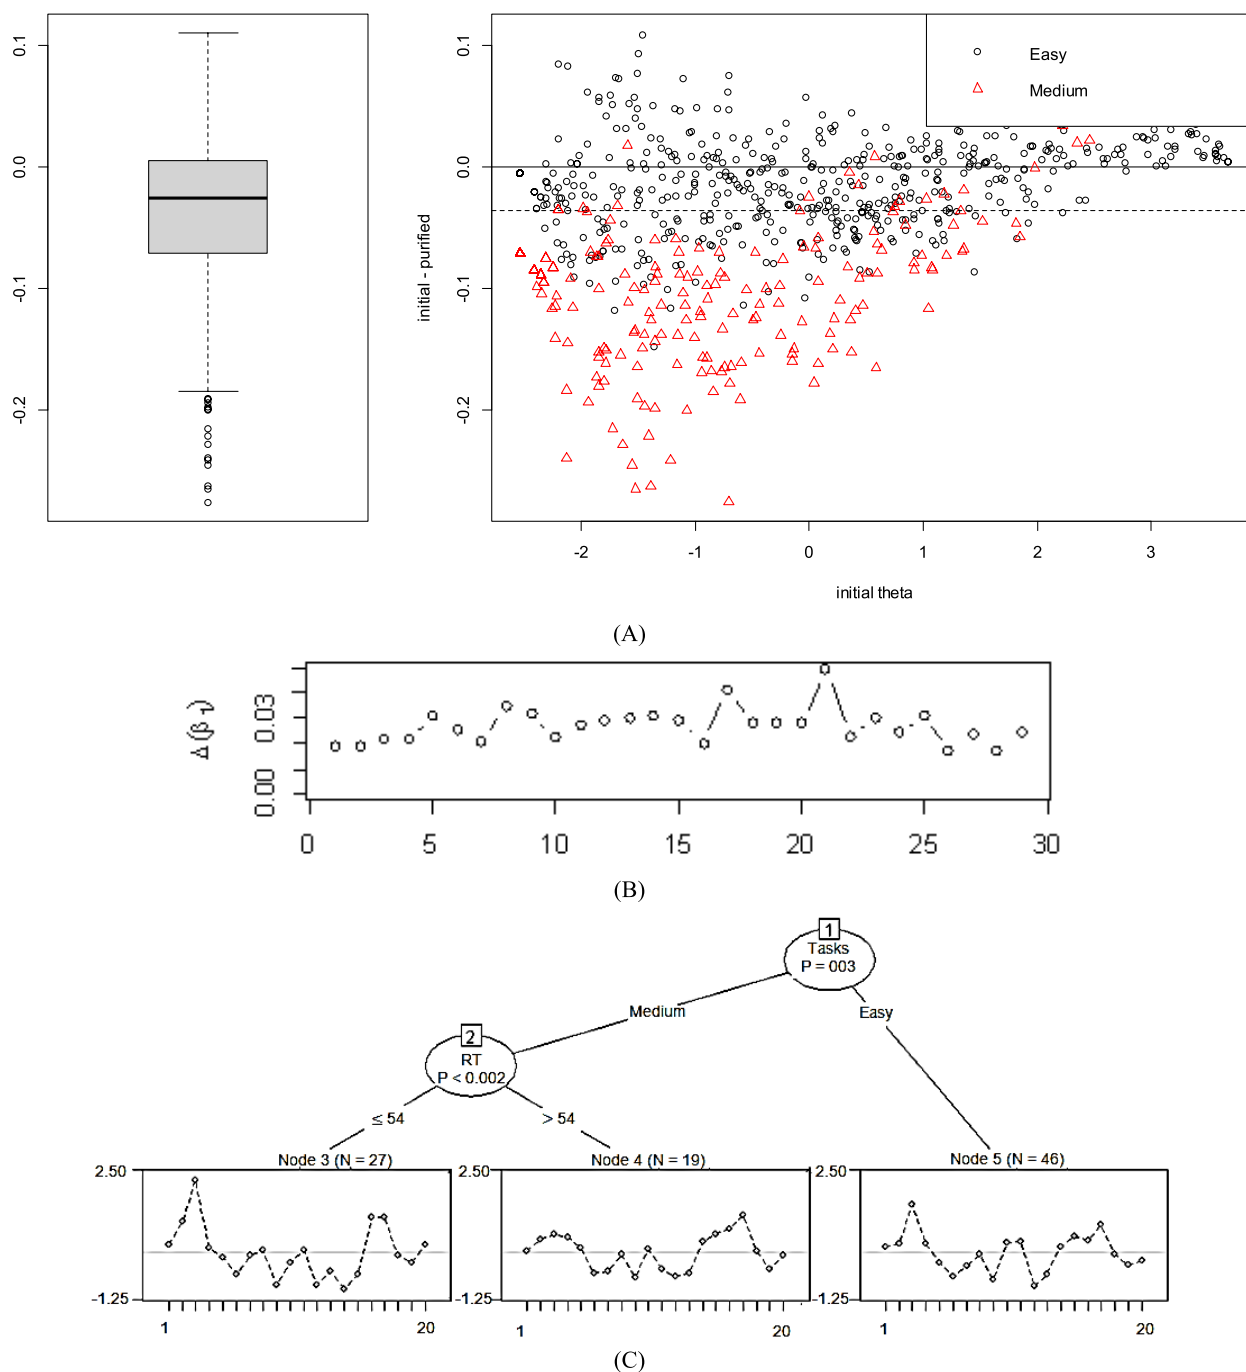 0.1
0.0
-0.1
-0.2
initial - purified
0.1
0.0
-0.1
-0.2
Easy
Medium
-2 -1 0 1 2 3
initial theta
(A)
Δ(β1)
0.00 0.03
0 5 10 15 20 25 30
(B)
1
Tasks
P = 003
Medium
Easy
2
RT
P < 0.002
≤ 54
> 54
Node 3 (N = 27)
Node 4 (N = 19)
Node 5 (N = 46)
2.50
2.50
-1.25
-1.25
-1.25
1 20 1 20 1 20
(C)